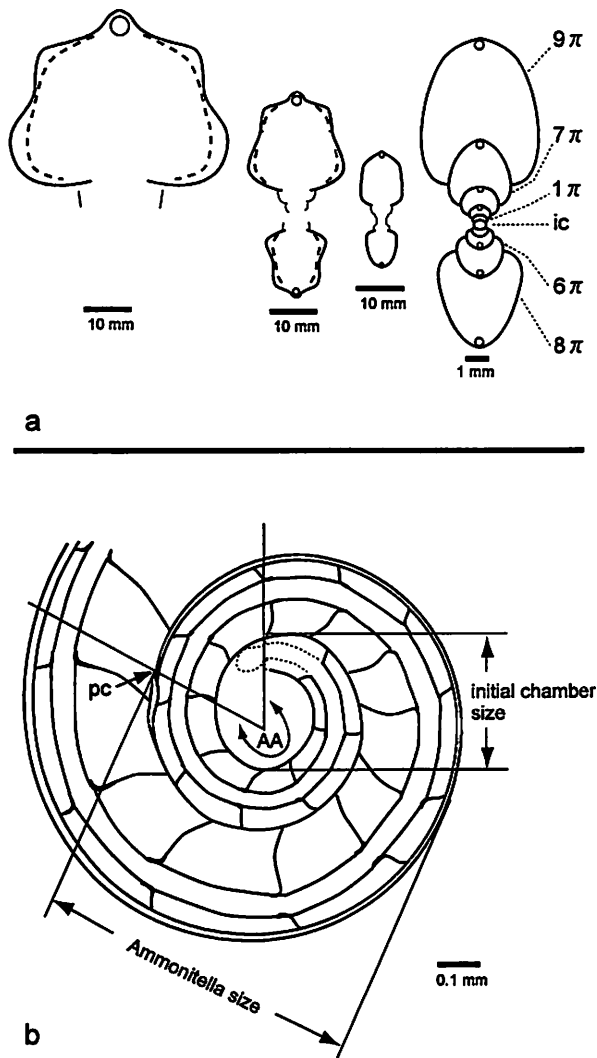 9π
7π
1π
ic
6π
8π
10 mm
10 mm
10 mm
1 mm
a
pc
AA
initial chamber
size
Ammonitella size
0.1 mm
b